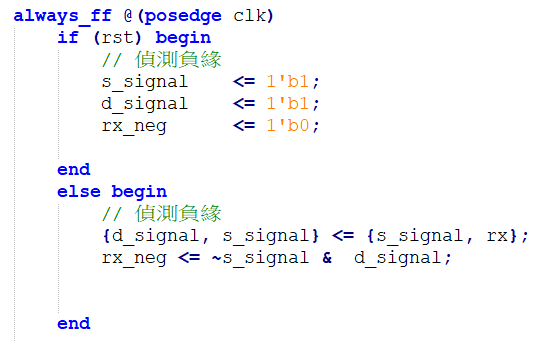 always_ff @(posedge clk)
if (rst) begin
// 偵測負緣
s_signal <= 1'b1;
d_signal <= 1'b1;
rx_neg <= 1'b0;
end
else begin
// 偵測負緣
{d_signal, s_signal} <= {s_signal, rx};
rx_neg <= ~s_signal & d_signal;
end